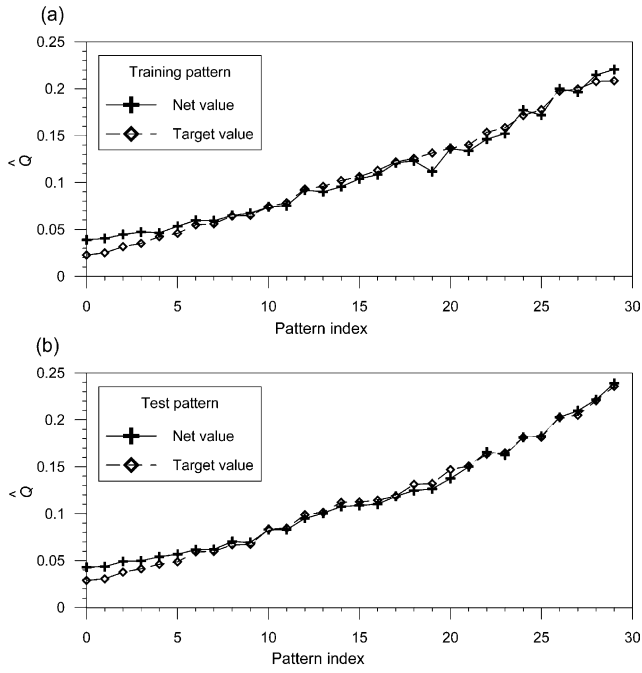 (a)
0.25
0.2
0.15
0.1
0.05
0
Q̂
Training pattern
Net value
Target value
0 5 10 15 20 25 30
Pattern index
(b)
0.25
0.2
0.15
0.1
0.05
0
Q̂
Test pattern
Net value
Target value
0 5 10 15 20 25 30
Pattern index